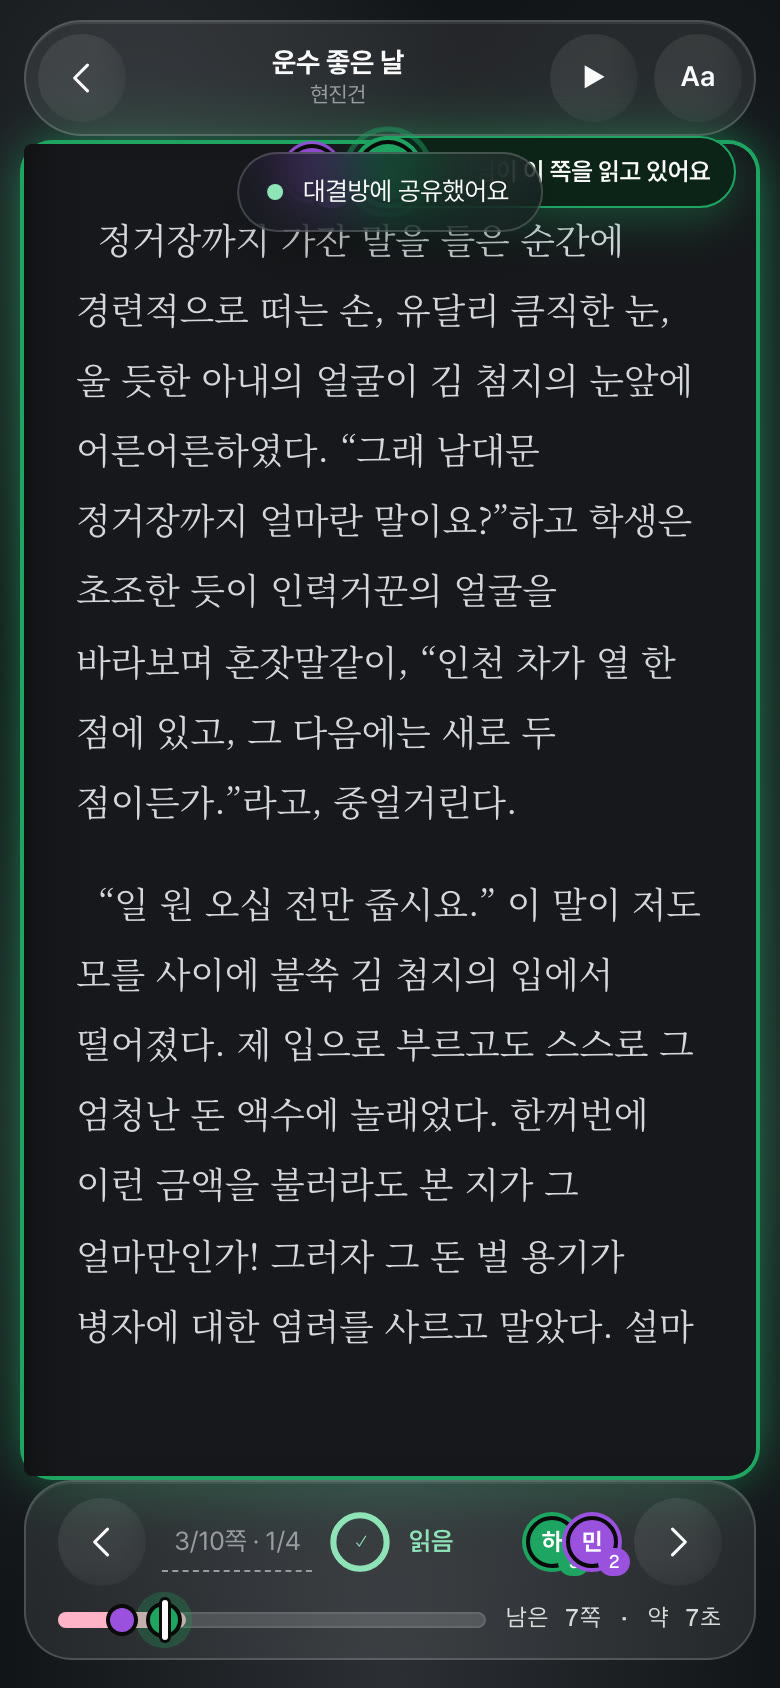 운수 좋은 날
현진건
Aa
이 쪽을 읽고 있어요
대결방에 공유했어요
정거장까지 가잔 말을 들은 순간에
경련적으로 떠는 손, 유달리 큼직한 눈,
울 듯한 아내의 얼굴이 김 첨지의 눈앞에
어른어른하였다. “그래 남대문
정거장까지 얼마란 말이요?”하고 학생은
초조한 듯이 인력거꾼의 얼굴을
바라보며 혼잣말같이, “인천 차가 열 한
점에 있고, 그 다음에는 새로 두
점이든가.”라고, 중얼거린다.
“일 원 오십 전만 줍시요.” 이 말이 저도
모를 사이에 불쑥 김 첨지의 입에서
떨어졌다. 제 입으로 부르고도 스스로 그
엄청난 돈 액수에 놀래었다. 한꺼번에
이런 금액을 불러라도 본 지가 그
얼마만인가! 그러자 그 돈 벌 용기가
병자에 대한 염려를 사르고 말았다. 설마
3/10쪽 · 1/4
✓ 읽음
하 민
2
남은 7쪽 · 약 7초